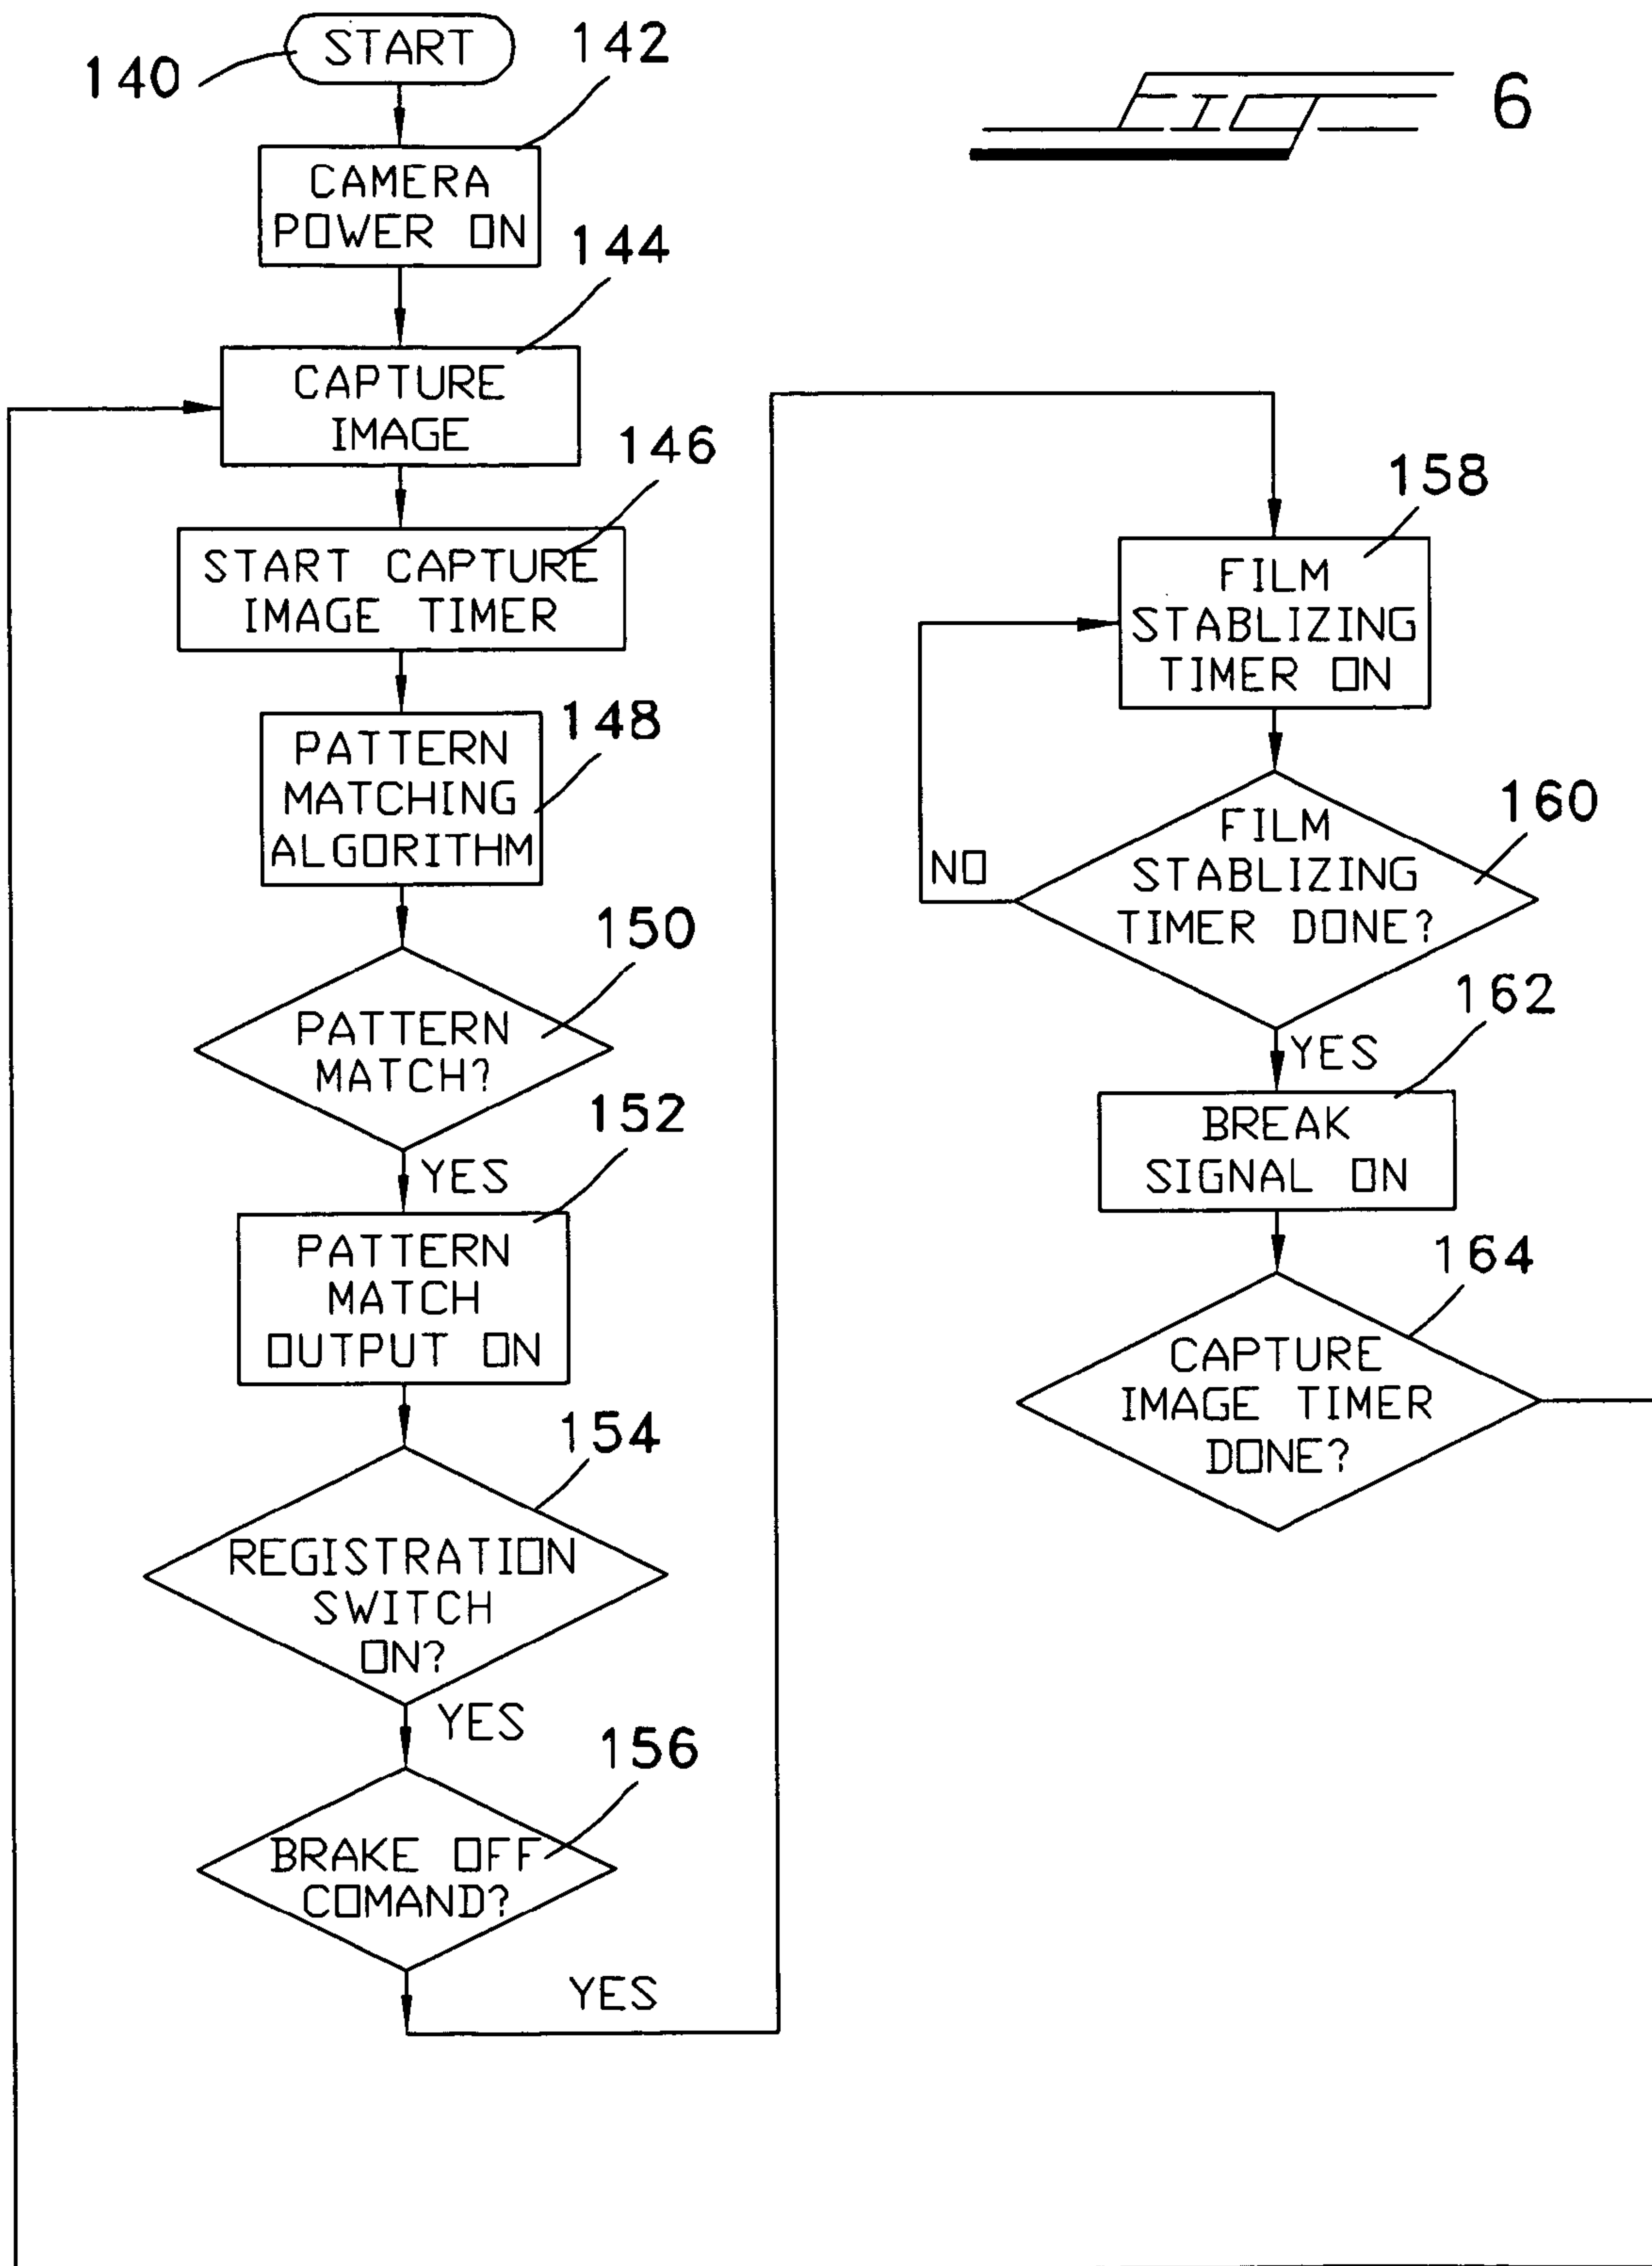 START
140
142
CAMERA
POWER ON
144
CAPTURE
IMAGE
146
START CAPTURE
IMAGE TIMER
148
PATTERN
MATCHING
ALGORITHM
150
PATTERN
MATCH?
YES
152
PATTERN
MATCH
OUTPUT ON
154
REGISTRATION
SWITCH
ON?
YES
156
BRAKE OFF
COMAND?
YES
FIG 6
158
FILM
STABLIZING
TIMER ON
160
FILM
STABLIZING
TIMER DONE?
NO
YES
162
BREAK
SIGNAL ON
164
CAPTURE
IMAGE TIMER
DONE?